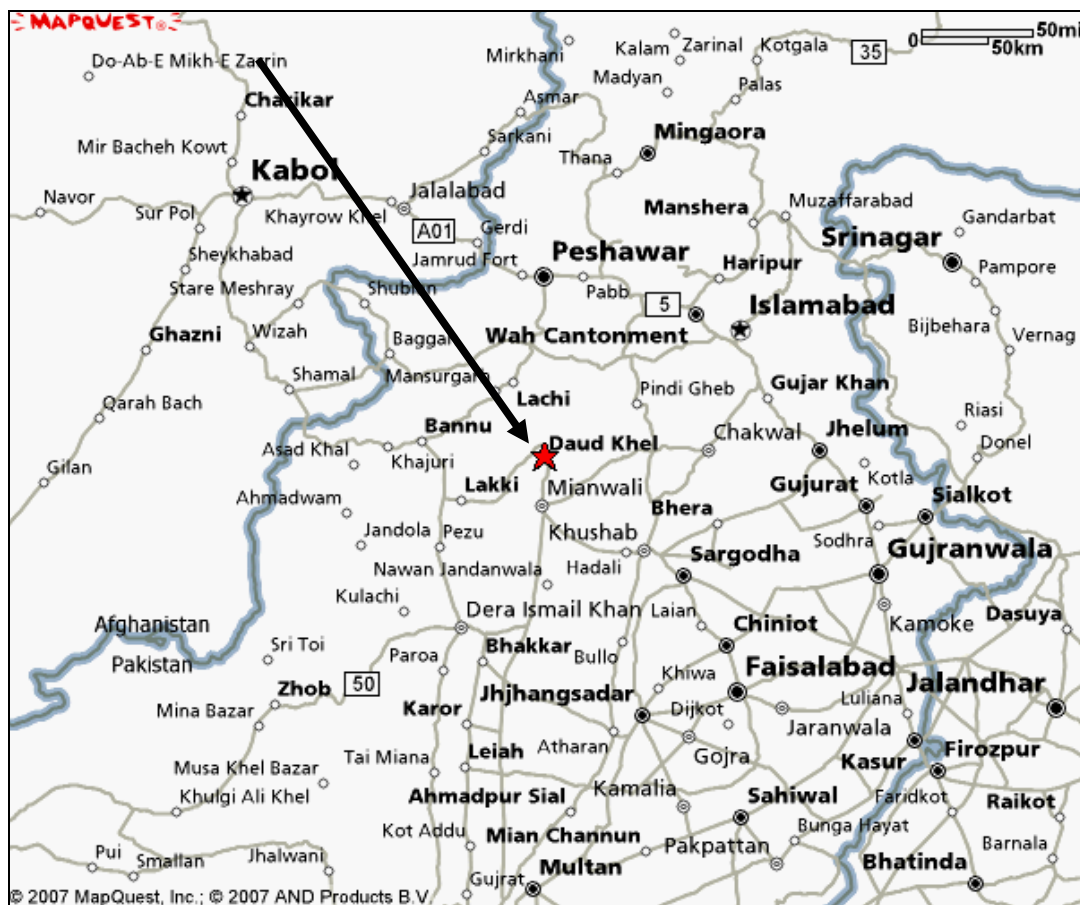 MAPQUEST®
50mi
0
50km
Mirkhani
Kalam
Zarinal
Kotgala
35
Do-Ab-E Mikh-E Zarrin
Madyan
Palas
Charikar
Asmar
Mingaora
Sarkani
Mir Bacheh Kowt
Thana
Kabol
Jalalabad
Navor
Manshera
Muzaffarabad
Sur Pol
Khayrow Khel
A01
Gerdi
Gandarbat
Srinagar
Sheykhabad
Jamrud Fort
Peshawar
Haripur
Pampore
Stare Meshray
Shublan
Pabb
5
Islamabad
Ghazni
Wizah
Baggan
Wah Cantonment
Bijbehara
Vernag
Shamal
Mansurgarh
Pindi Gheb
Gujar Khan
Qarah Bach
Lachi
Riasi
Bannu
Daud Khel
Chakwal
Jhelum
Donel
Asad Khal
Khajuri
Gilan
Lakki
Mianwali
Kotla
Ahmadwam
Gujurat
Sialkot
Bhera
Jandola
Pezu
Khushab
Sodhra
Gujranwala
Nawan Jandanwala
Hadali
Sargodha
Kulachi
Dera Ismail Khan
Laian
Dasuya
Afghanistan
Chiniot
Kamoke
Pakistan
Sri Toi
Paroa
Bhakkar
Bullo
Faisalabad
Zhob
50
Khiwa
Jhjhangsadar
Luliana
Jalandhar
Mina Bazar
Karor
Dijkot
Jaranwala
Tai Miana
Leiah
Atharan
Gojra
Kasur
Firozpur
Musa Khel Bazar
Khulgi Ali Khel
Ahmadpur Sial
Kamalia
Sahiwal
Faridkot
Raikot
Kot Addu
Mian Channun
Pakpattan
Bunga Hayat
Barnala
Pui
Smallan
Jhalwani
Multan
Bhatinda
Gujrat
© 2007 MapQuest, Inc.; © 2007 AND Products B.V.